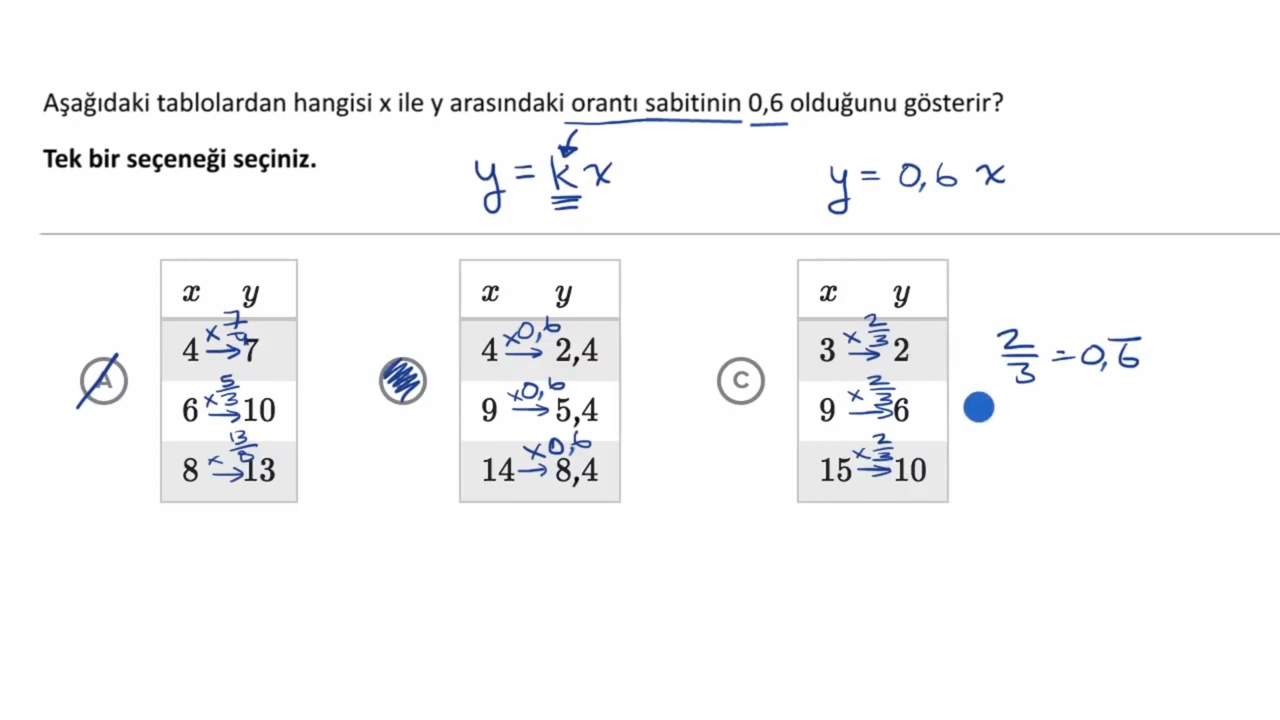 Aşağıdaki tablolardan hangisi x ile y arasındaki orantı sabitinin 0,6 olduğunu gösterir?
Tek bir seçeneği seçiniz.
y = k x
y = 0,6 x
A
x y
4 × 7/4 → 7
6 × 5/3 → 10
8 × 13/8 → 13
x y
4 ×0,6 → 2,4
9 ×0,6 → 5,4
14 ×0,6 → 8,4
C
x y
3 × 2/3 → 2
9 × 2/3 → 6
15 × 2/3 → 10
2/3 = 0,6̅